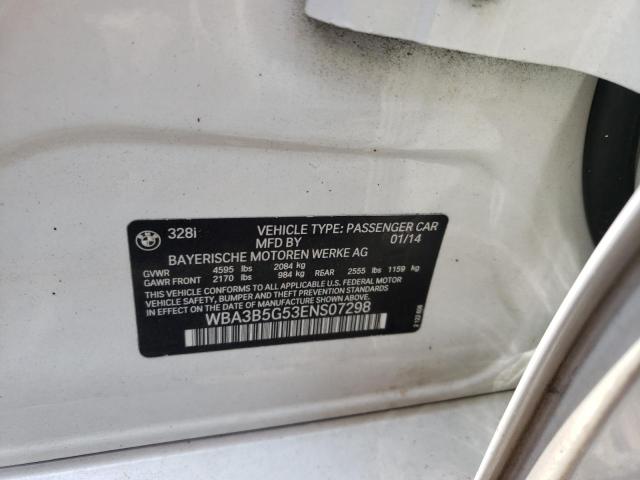 328i VEHICLE TYPE: PASSENGER CAR
MFD BY 01/14
BAYERISCHE MOTOREN WERKE AG
GVWR 4595 lbs 2084 kg
GAWR FRONT 2170 lbs 984 kg REAR 2555 lbs 1159 kg
THIS VEHICLE CONFORMS TO ALL APPLICABLE U.S. FEDERAL MOTOR
VEHICLE SAFETY, BUMPER, AND THEFT PREVENTION STANDARDS IN EFFECT ON THE
DATE OF MANUFACTURE SHOWN ABOVE.
WBA3B5G53ENS07298